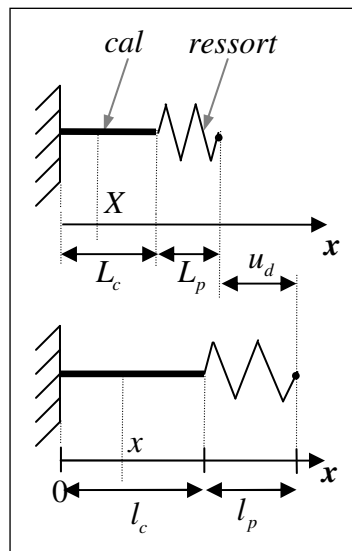 cal ressort
X
x
L_c L_p u_d
x
0 x
l_c l_p